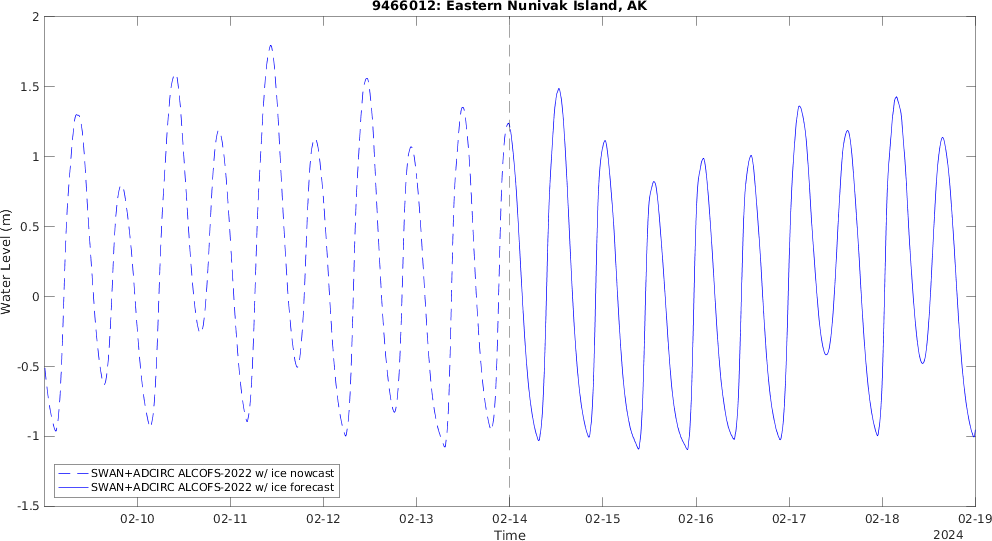 9466012: Eastern Nunivak Island, AK
2
1.5
1
0.5
0
-0.5
-1
-1.5
Water Level (m)
SWAN+ADCIRC ALCOFS-2022 w/ ice nowcast
SWAN+ADCIRC ALCOFS-2022 w/ ice forecast
02-10 02-11 02-12 02-13 02-14 02-15 02-16 02-17 02-18 02-19
Time
2024